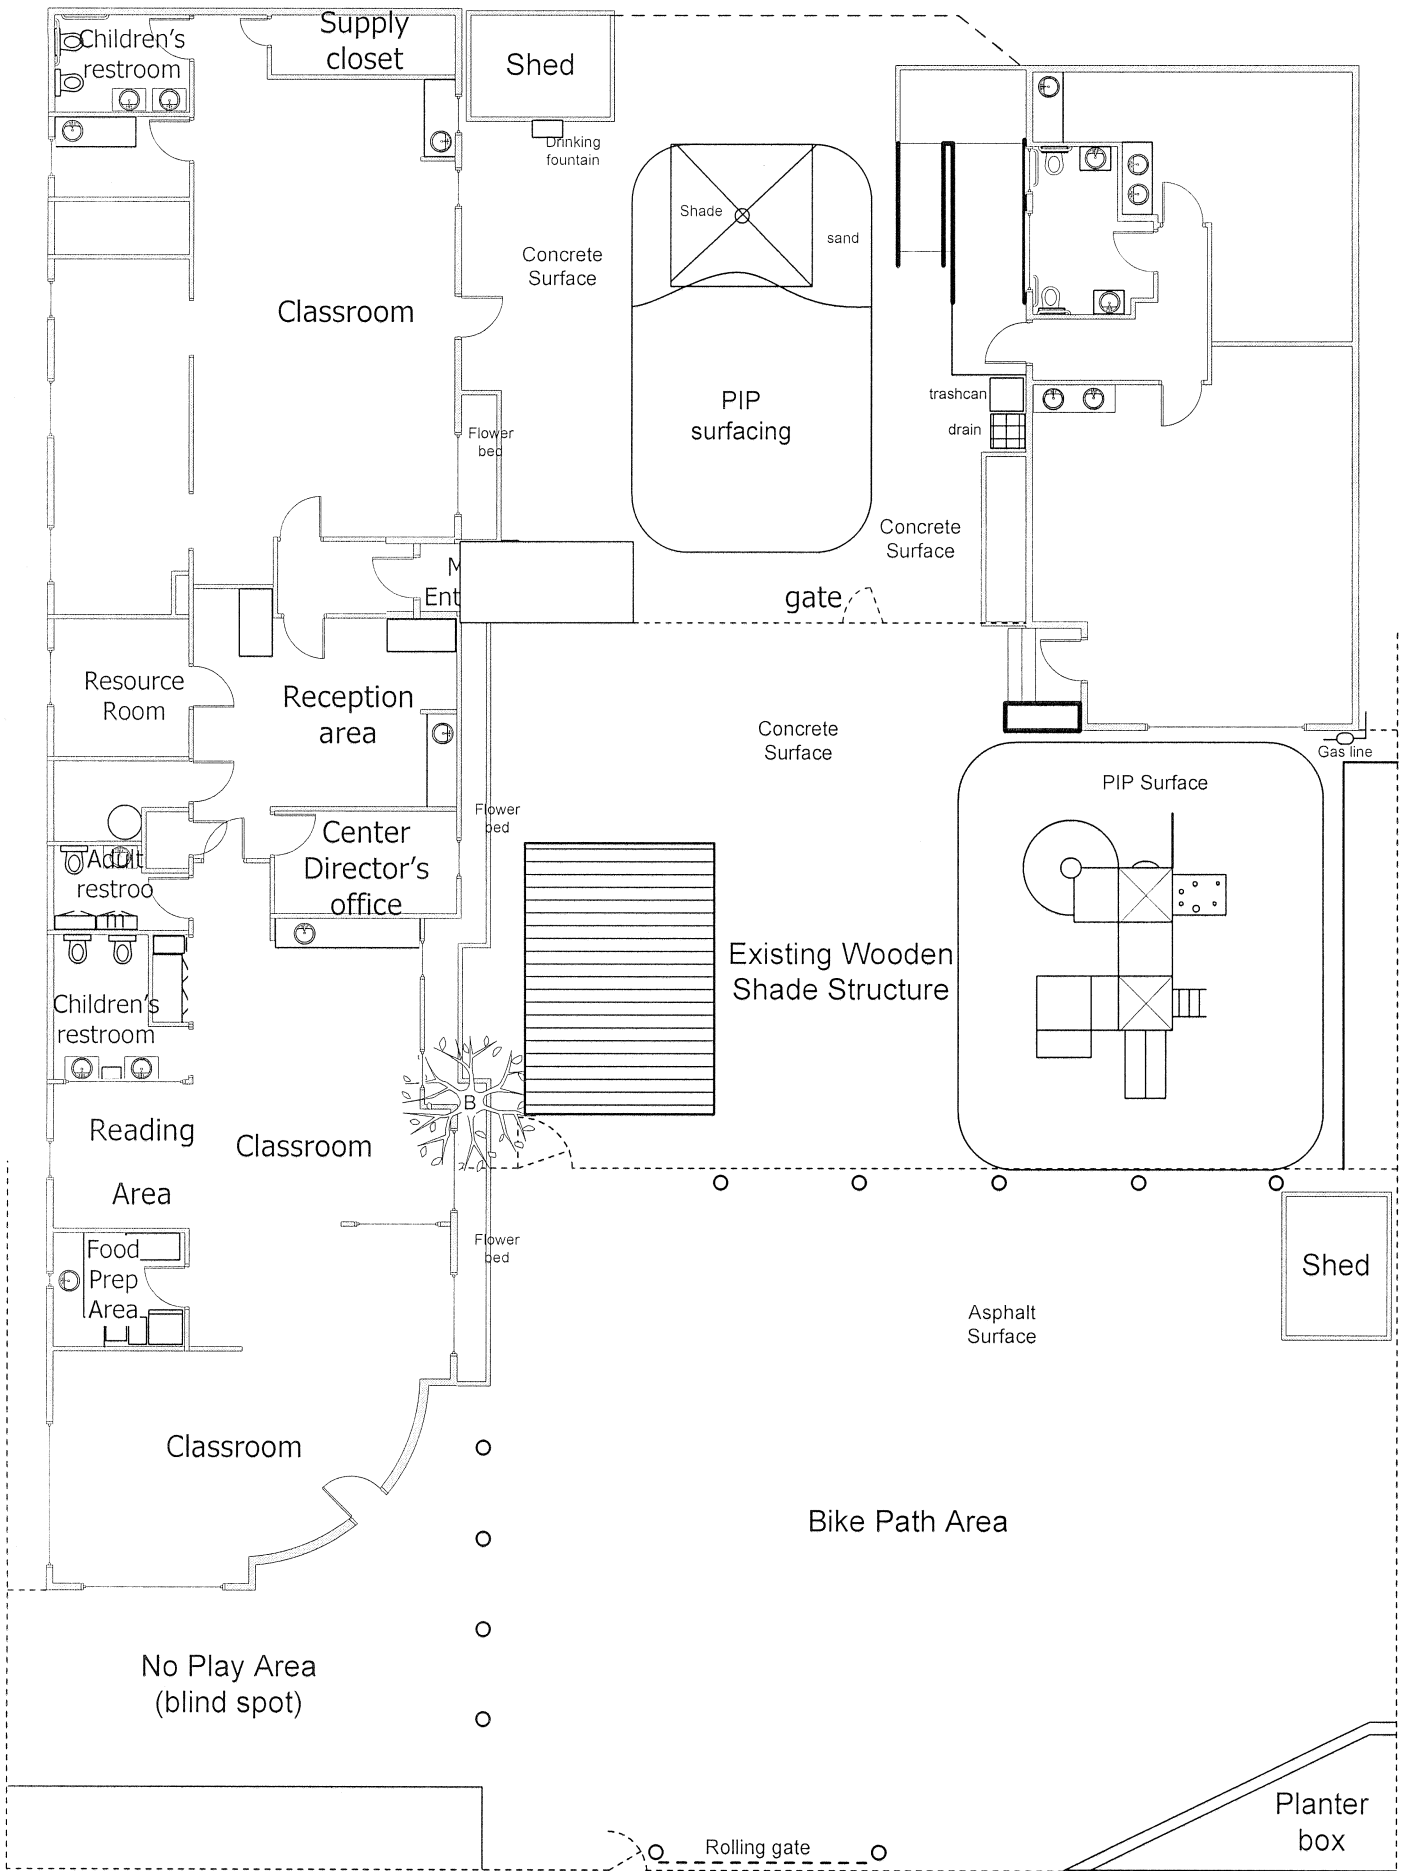 Supply
closet
Children's
restroom
Shed
Drinking
fountain
Shade
sand
Concrete
Surface
Classroom
PIP
surfacing
trashcan
drain
Flower
bed
Concrete
Surface
M
Ent
gate
Resource
Room
Reception
area
Concrete
Surface
Gas line
PIP Surface
Flower
bed
Center
Director's
office
Adult
restroo
Existing Wooden
Shade Structure
Children's
restroom
B
Reading
Area
Classroom
Flower
bed
Food
Prep
Area
Shed
Asphalt
Surface
Classroom
Bike Path Area
No Play Area
(blind spot)
Planter
box
Rolling gate